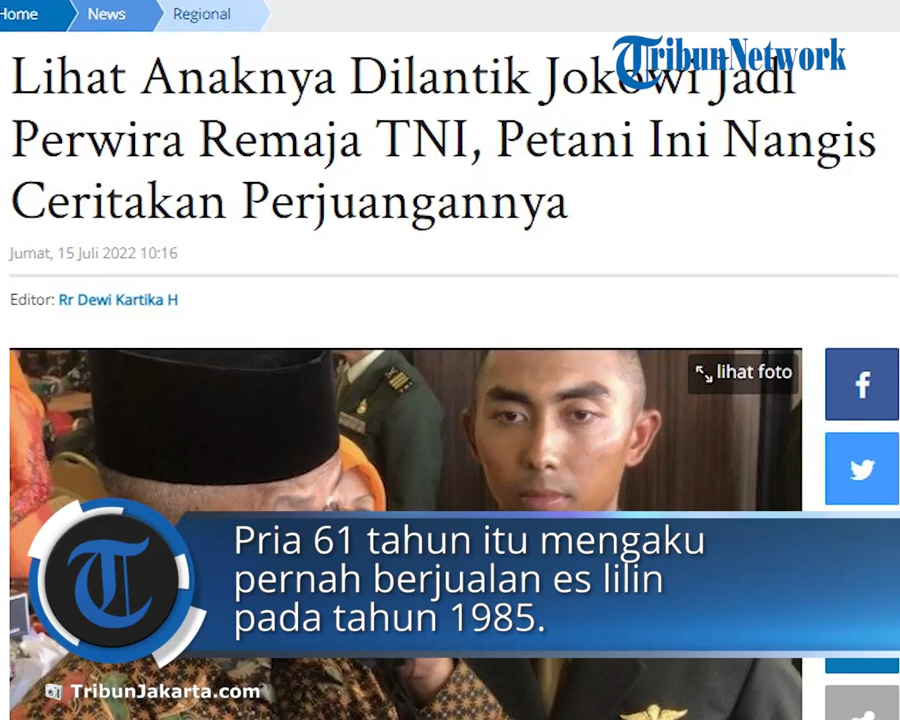 Home News Regional
TribunNetwork
Lihat Anaknya Dilantik Jokowi Jadi
Perwira Remaja TNI, Petani Ini Nangis
Ceritakan Perjuangannya
Jumat, 15 Juli 2022 10:16
Editor: Rr Dewi Kartika H
lihat foto
Pria 61 tahun itu mengaku
pernah berjualan es lilin
pada tahun 1985.
TribunJakarta.com